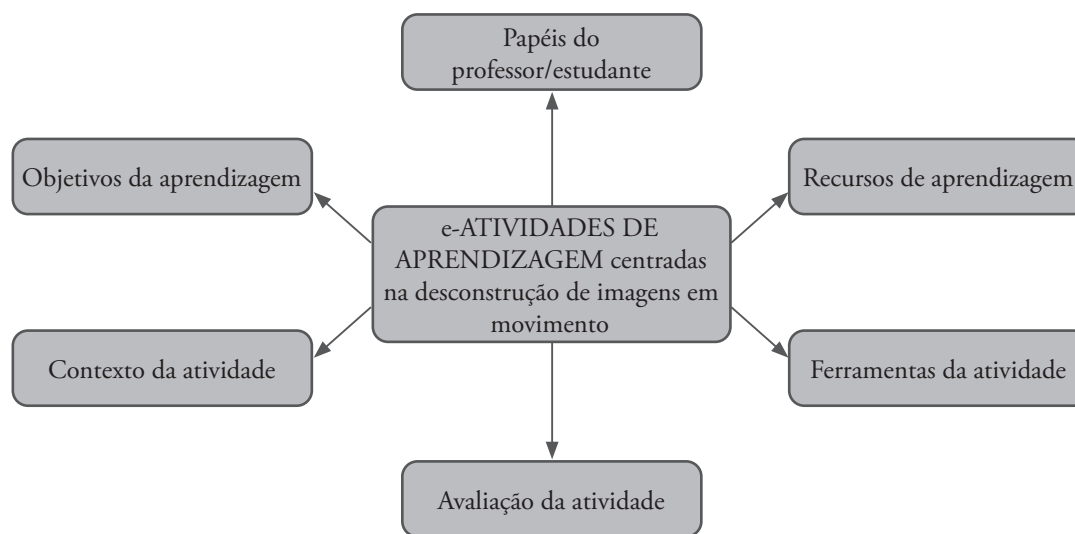 Papéis do
professor/estudante
Objetivos da aprendizagem
Recursos de aprendizagem
e-ATIVIDADES DE
APRENDIZAGEM centradas
na desconstrução de imagens em
movimento
Contexto da atividade
Ferramentas da atividade
Avaliação da atividade